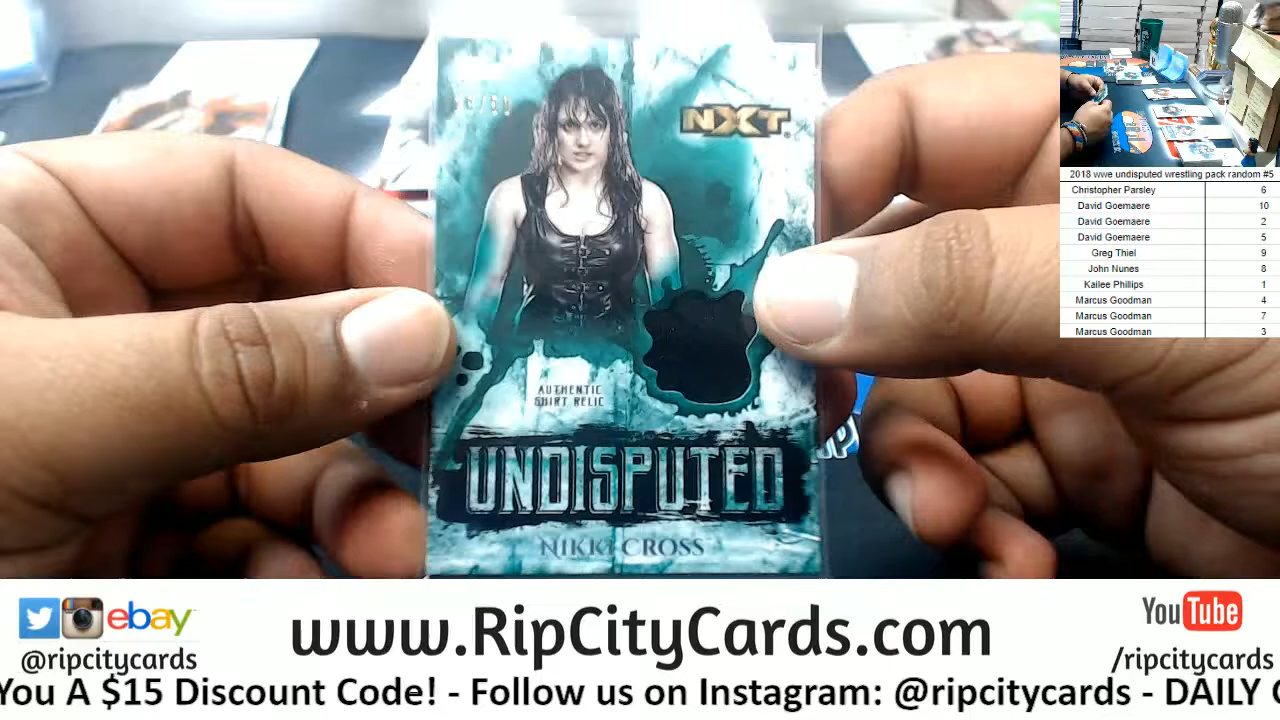 NXT
AUTHENTIC
SHIRT RELIC
UNDISPUTED
NIKKI CROSS
2018 wwe undisputed wrestling pack random #5
Christopher Parsley 6
David Goemaere 10
David Goemaere 2
David Goemaere 5
Greg Thiel 9
John Nunes 8
Kailee Phillips 1
Marcus Goodman 4
Marcus Goodman 7
Marcus Goodman 3
ebay
@ripcitycards
www.RipCityCards.com
YouTube
/ripcitycards
You A $15 Discount Code! - Follow us on Instagram: @ripcitycards - DAILY